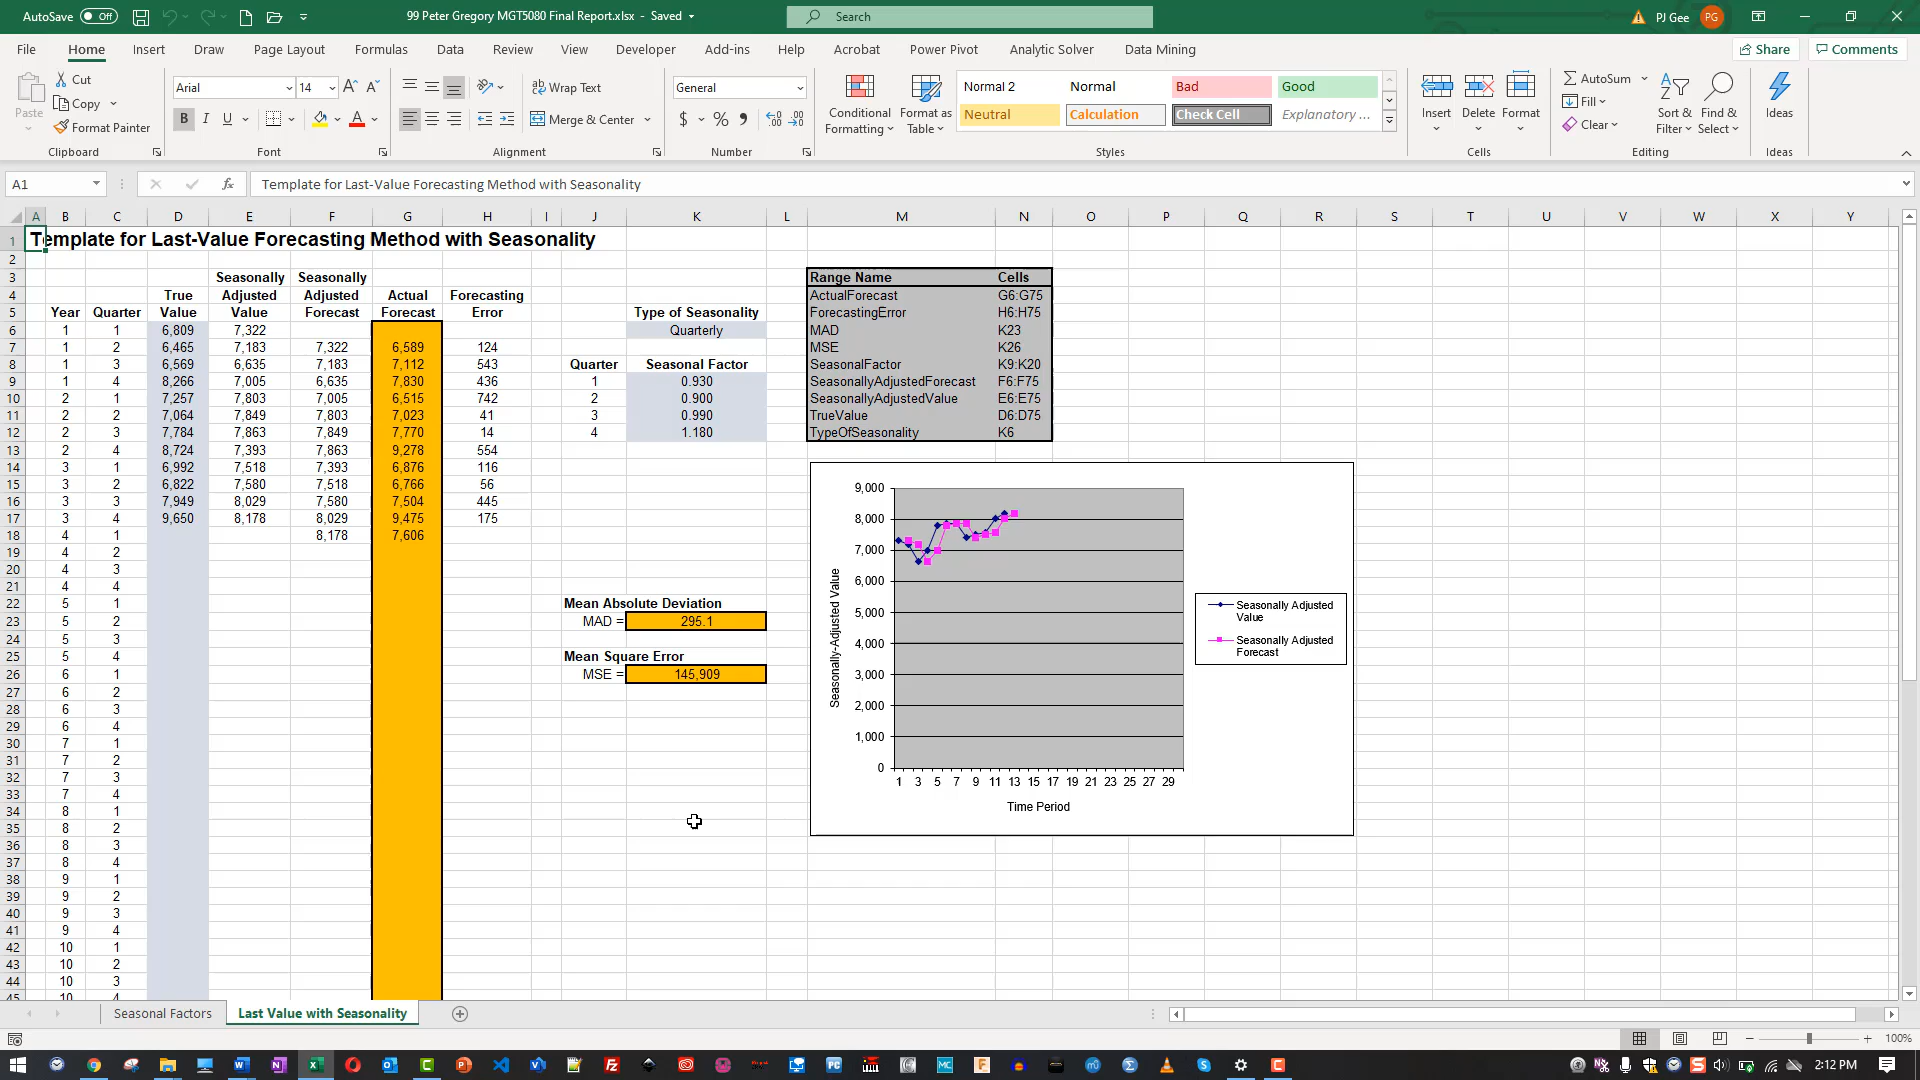 AutoSave Off 99 Peter Gregory MGT5080 Final Report.xlsx - Saved Search PJ Gee PG
File Home Insert Draw Page Layout Formulas Data Review View Developer Add-ins Help Acrobat Power Pivot Analytic Solver Data Mining Share Comments
Paste Cut Copy Format Painter
Arial 14 B I U A
Wrap Text Merge & Center
General $ % 9
Conditional Formatting Format as Table
Normal 2 Normal Bad Good
Neutral Calculation Check Cell Explanatory ...
Insert Delete Format
AutoSum Fill Clear Sort & Filter Find & Select Ideas
Clipboard Font Alignment Number Styles Cells Editing Ideas
A1 fx Template for Last-Value Forecasting Method with Seasonality
A B C D E F G H I J K L M N O P Q R S T U V W X Y
1 Template for Last-Value Forecasting Method with Seasonality
2
3 Seasonally Seasonally Range Name Cells
4 True Adjusted Adjusted Actual Forecasting ActualForecast G6:G75
5 Year Quarter Value Value Forecast Forecast Error Type of Seasonality ForecastingError H6:H75
6 1 1 6,809 7,322 Quarterly MAD K23
7 1 2 6,465 7,183 7,322 6,589 124 MSE K26
8 1 3 6,569 6,635 7,183 7,112 543 Quarter Seasonal Factor SeasonalFactor K9:K20
9 1 4 8,266 7,005 6,635 7,830 436 1 0.930 SeasonallyAdjustedForecast F6:F75
10 2 1 7,257 7,803 7,005 6,515 742 2 0.900 SeasonallyAdjustedValue E6:E75
11 2 2 7,064 7,849 7,803 7,023 41 3 0.990 TrueValue D6:D75
12 2 3 7,784 7,863 7,849 7,770 14 4 1.180 TypeOfSeasonality K6
13 2 4 8,724 7,393 7,863 9,278 554
14 3 1 6,992 7,518 7,393 6,876 116
15 3 2 6,822 7,580 7,518 6,766 56
16 3 3 7,949 8,029 7,580 7,504 445
17 3 4 9,650 8,178 8,029 9,475 175
18 4 1 8,178 7,606
19 4 2
20 4 3
21 4 4
22 5 1 Mean Absolute Deviation
23 5 2 MAD = 295.1
24 5 3
25 5 4 Mean Square Error
26 6 1 MSE = 145,909
27 6 2
28 6 3
29 6 4
30 7 1
31 7 2
32 7 3
33 7 4
34 8 1
35 8 2
36 8 3
37 8 4
38 9 1
39 9 2
40 9 3
41 9 4
42 10 1
43 10 2
44 10 3
45 10 4
9,000
8,000
7,000
6,000
5,000
4,000
3,000
2,000
1,000
0
Seasonally-Adjusted Value
1 3 5 7 9 11 13 15 17 19 21 23 25 27 29
Time Period
Seasonally Adjusted
Value
Seasonally Adjusted
Forecast
Seasonal Factors Last Value with Seasonality
100%
2:12 PM